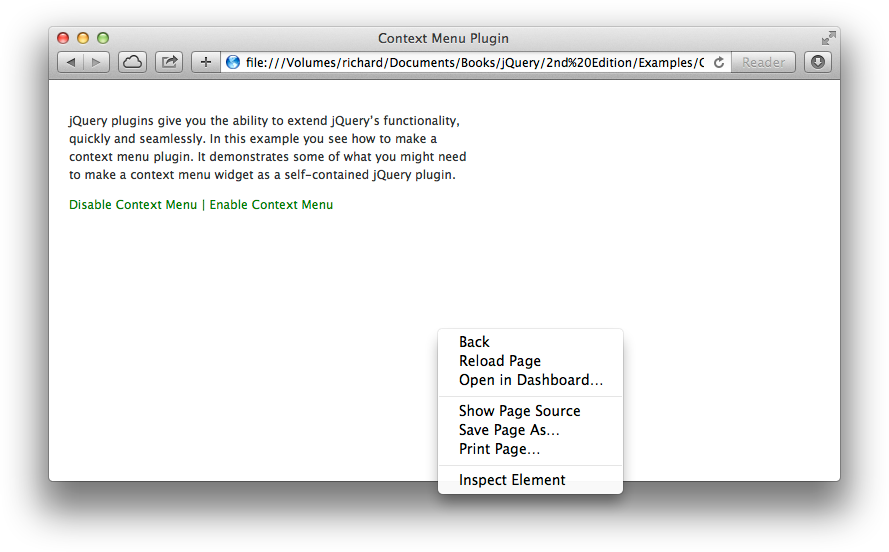 Context Menu Plugin
file:///Volumes/richard/Documents/Books/jQuery/2nd%20Edition/Examples/C
Reader
jQuery plugins give you the ability to extend jQuery's functionality,
quickly and seamlessly. In this example you see how to make a
context menu plugin. It demonstrates some of what you might need
to make a context menu widget as a self-contained jQuery plugin.
Disable Context Menu | Enable Context Menu
Back
Reload Page
Open in Dashboard...
Show Page Source
Save Page As...
Print Page...
Inspect Element